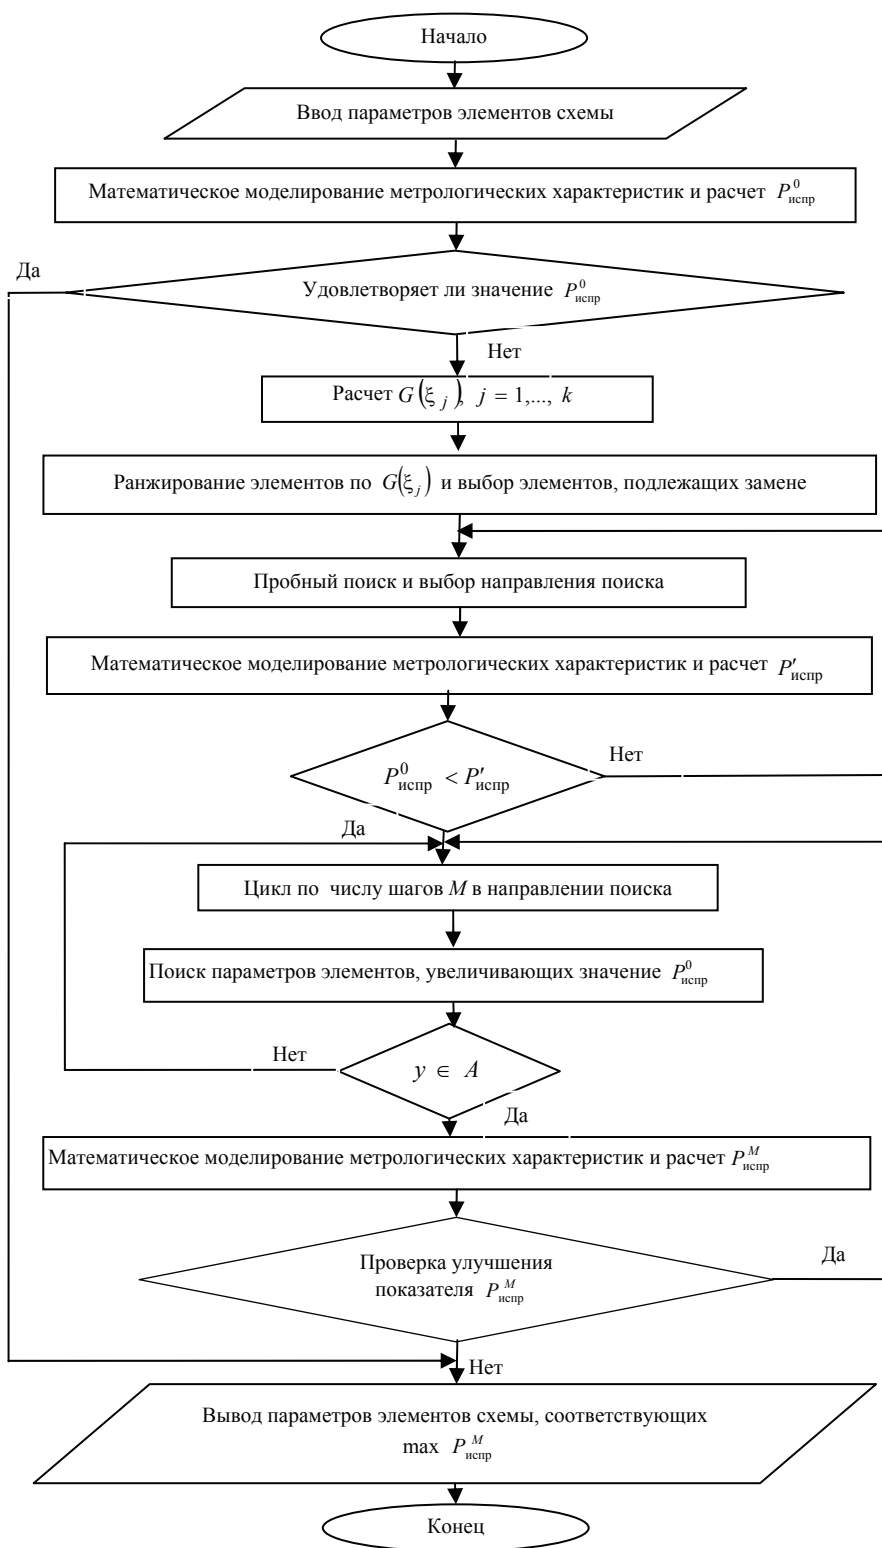 Начало
Ввод параметров элементов схемы
Математическое моделирование метрологических характеристик и расчет P⁰испр
Да
Удовлетворяет ли значение P⁰испр
Нет
Расчет G(ξ j), j = 1,..., k
Ранжирование элементов по G(ξj) и выбор элементов, подлежащих замене
Пробный поиск и выбор направления поиска
Математическое моделирование метрологических характеристик и расчет P′испр
P⁰испр < P′испр
Нет
Да
Цикл по числу шагов M в направлении поиска
Поиск параметров элементов, увеличивающих значение P⁰испр
Нет
y ∈ A
Да
Математическое моделирование метрологических характеристик и расчет Pᴹиспр
Проверка улучшения
показателя Pᴹиспр
Да
Нет
Вывод параметров элементов схемы, соответствующих
max Pᴹиспр
Конец